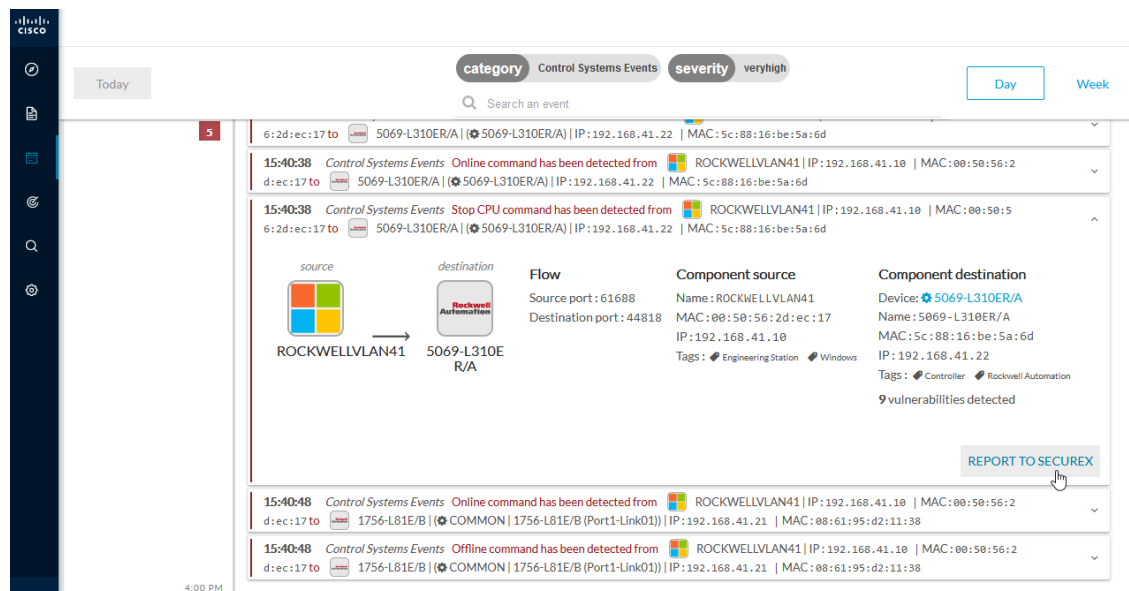 cisco
Today
category Control Systems Events severity veryhigh
Search an event
Day
Week
5
6:2d:ec:17 to 5069-L310ER/A | (5069-L310ER/A) | IP:192.168.41.22 | MAC:5c:88:16:be:5a:6d
15:40:38 Control Systems Events Online command has been detected from ROCKWELLVLAN41 | IP:192.168.41.10 | MAC:00:50:56:2
d:ec:17 to 5069-L310ER/A | (5069-L310ER/A) | IP:192.168.41.22 | MAC:5c:88:16:be:5a:6d
15:40:38 Control Systems Events Stop CPU command has been detected from ROCKWELLVLAN41 | IP:192.168.41.10 | MAC:00:50:5
6:2d:ec:17 to 5069-L310ER/A | (5069-L310ER/A) | IP:192.168.41.22 | MAC:5c:88:16:be:5a:6d
source
Rockwell
Automation
destination
ROCKWELLVLAN41
5069-L310E
R/A
Flow
Source port : 61688
Destination port : 44818
Component source
Name:ROCKWELLVLAN41
MAC:00:50:56:2d:ec:17
IP:192.168.41.10
Tags: Engineering Station Windows
Component destination
Device: 5069-L310ER/A
Name:5069-L310ER/A
MAC:5c:88:16:be:5a:6d
IP:192.168.41.22
Tags: Controller Rockwell Automation
9 vulnerabilities detected
REPORT TO SECUREX
15:40:48 Control Systems Events Online command has been detected from ROCKWELLVLAN41 | IP:192.168.41.10 | MAC:00:50:56:2
d:ec:17 to 1756-L81E/B | (COMMON | 1756-L81E/B (Port1-Link01)) | IP:192.168.41.21 | MAC:08:61:95:d2:11:38
15:40:48 Control Systems Events Offline command has been detected from ROCKWELLVLAN41 | IP:192.168.41.10 | MAC:00:50:56:2
d:ec:17 to 1756-L81E/B | (COMMON | 1756-L81E/B (Port1-Link01)) | IP:192.168.41.21 | MAC:08:61:95:d2:11:38
4:00 PM